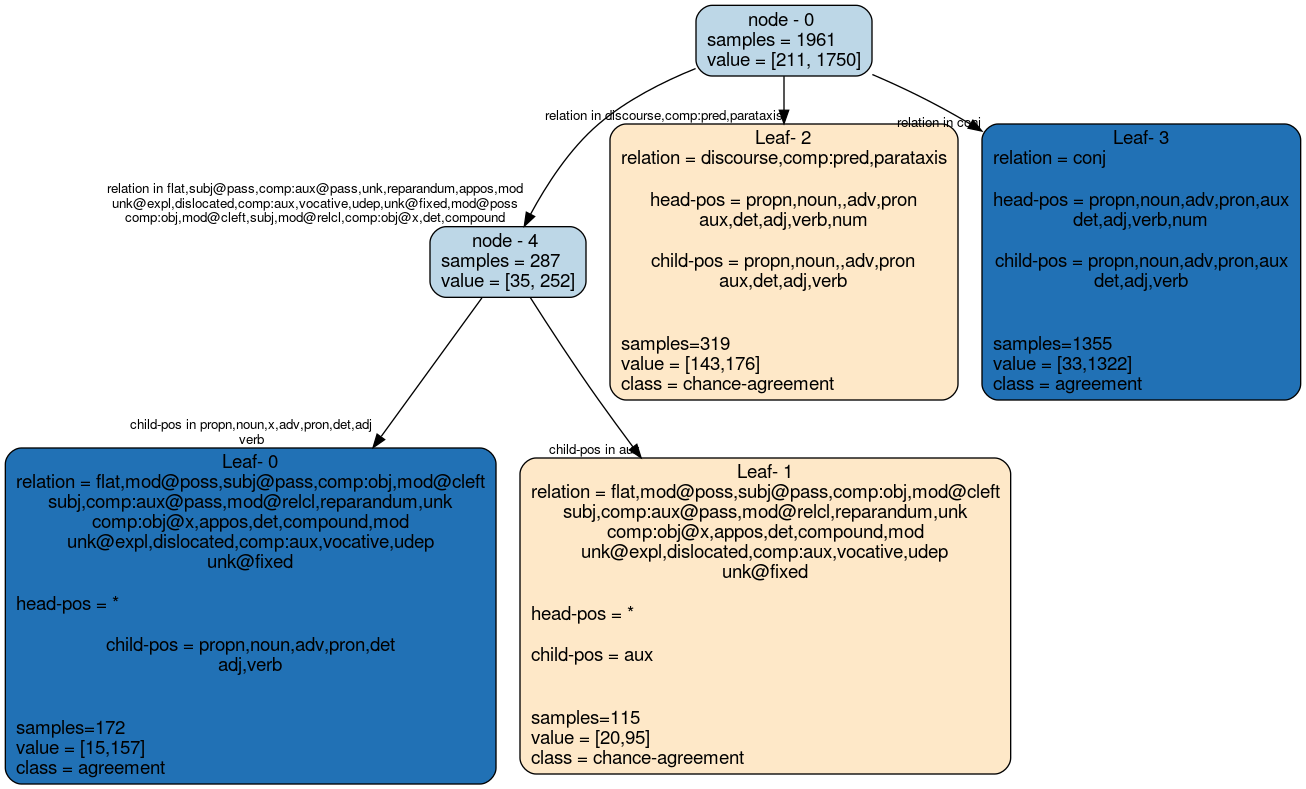 node - 0
samples = 1961
value = [211, 1750]
relation in discourse,comp:pred,parataxis
relation in conj
Leaf- 2
relation = discourse,comp:pred,parataxis
head-pos = propn,noun,,adv,pron
aux,det,adj,verb,num
child-pos = propn,noun,,adv,pron
aux,det,adj,verb
samples=319
value = [143,176]
class = chance-agreement
Leaf- 3
relation = conj
head-pos = propn,noun,adv,pron,aux
det,adj,verb,num
child-pos = propn,noun,adv,pron,aux
det,adj,verb
samples=1355
value = [33,1322]
class = agreement
relation in flat,subj@pass,comp:aux@pass,unk,reparandum,appos,mod
unk@expl,dislocated,comp:aux,vocative,udep,unk@fixed,mod@poss
comp:obj,mod@cleft,subj,mod@relcl,comp:obj@x,det,compound
node - 4
samples = 287
value = [35, 252]
child-pos in propn,noun,x,adv,pron,det,adj
verb
child-pos in aux
Leaf- 0
relation = flat,mod@poss,subj@pass,comp:obj,mod@cleft
subj,comp:aux@pass,mod@relcl,reparandum,unk
comp:obj@x,appos,det,compound,mod
unk@expl,dislocated,comp:aux,vocative,udep
unk@fixed
head-pos = *
child-pos = propn,noun,adv,pron,det
adj,verb
samples=172
value = [15,157]
class = agreement
Leaf- 1
relation = flat,mod@poss,subj@pass,comp:obj,mod@cleft
subj,comp:aux@pass,mod@relcl,reparandum,unk
comp:obj@x,appos,det,compound,mod
unk@expl,dislocated,comp:aux,vocative,udep
unk@fixed
head-pos = *
child-pos = aux
samples=115
value = [20,95]
class = chance-agreement